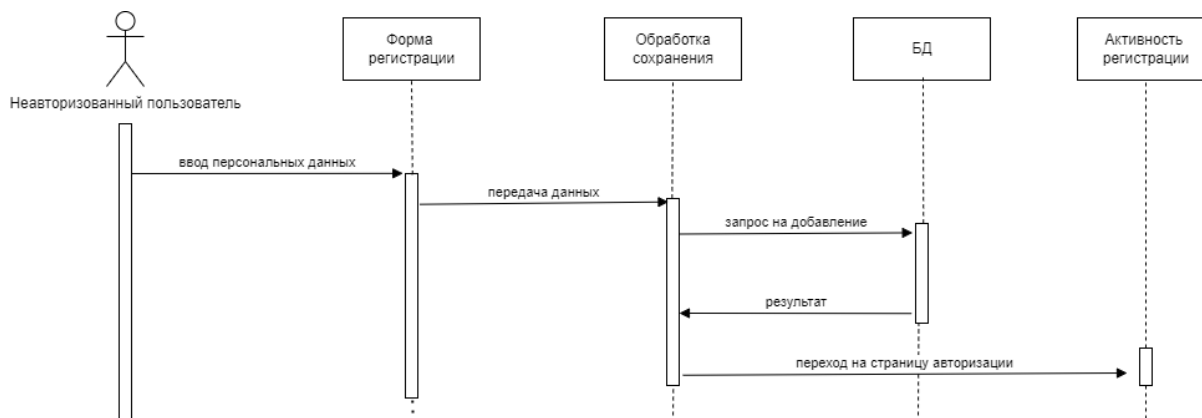 Форма
регистрации
Обработка
сохранения
БД
Активность
регистрации
Неавторизованный пользователь
ввод персональных данных
передача данных
запрос на добавление
результат
переход на страницу авторизации